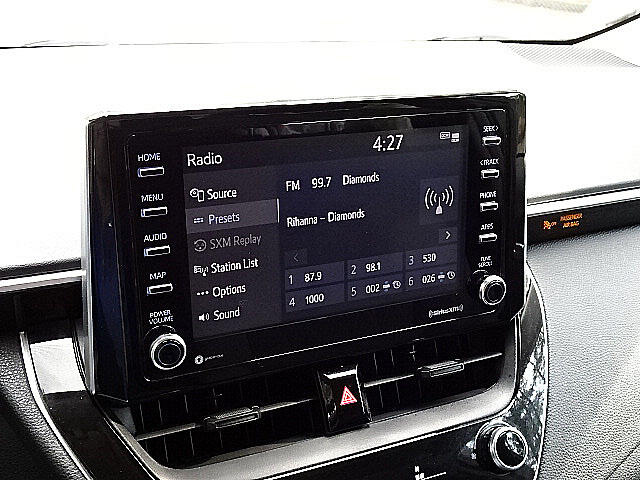 HOME
MENU
AUDIO
MAP
POWER
VOLUME
Radio
4:27
Source
Presets
SXM Replay
Station List
Options
Sound
FM 99.7 Diamonds
Rihanna - Diamonds
1 87.9 2 98.1 3 530
4 1000 5 002 6 026
SiriusXM
SEEK >
< TRACK
PHONE
APPS
TUNE
SCROLL
PASSENGER
AIR BAG